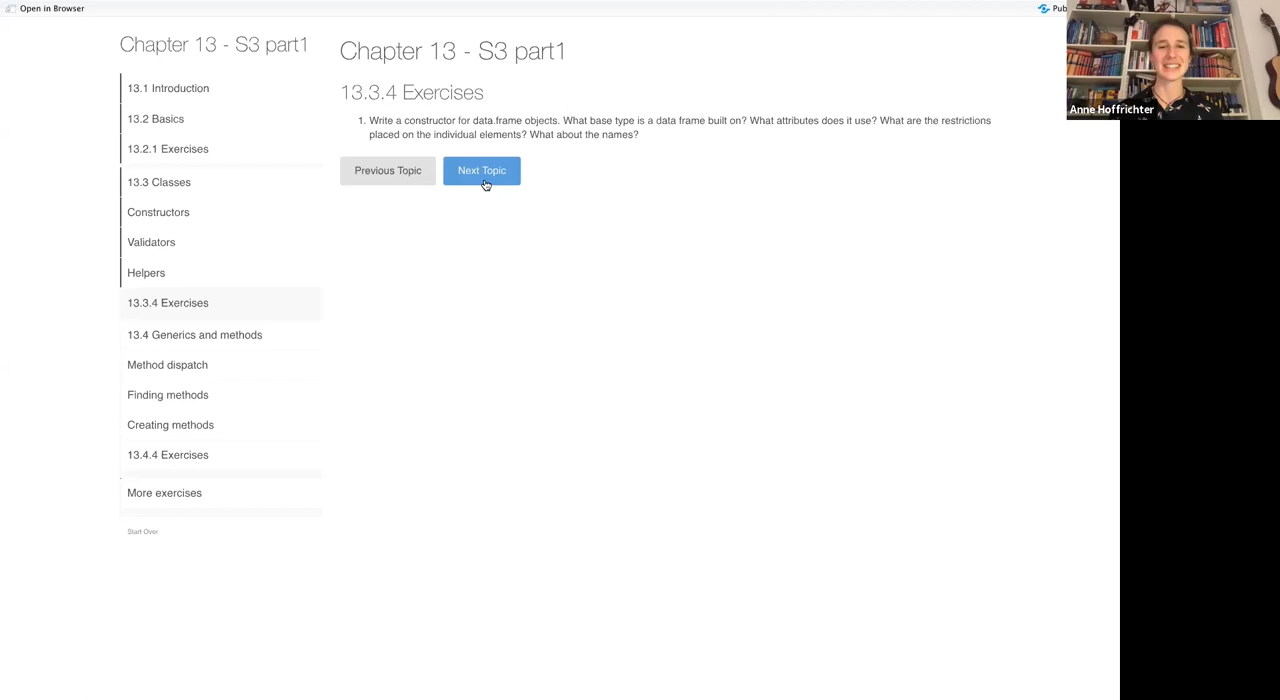 Open in Browser
Pub
Chapter 13 - S3 part1
13.1 Introduction
13.2 Basics
13.2.1 Exercises
13.3 Classes
Constructors
Validators
Helpers
13.3.4 Exercises
13.4 Generics and methods
Method dispatch
Finding methods
Creating methods
13.4.4 Exercises
More exercises
Start Over
Chapter 13 - S3 part1
13.3.4 Exercises
1. Write a constructor for data.frame objects. What base type is a data frame built on? What attributes does it use? What are the restrictions
placed on the individual elements? What about the names?
Previous Topic
Next Topic
Anne Hoffrichter